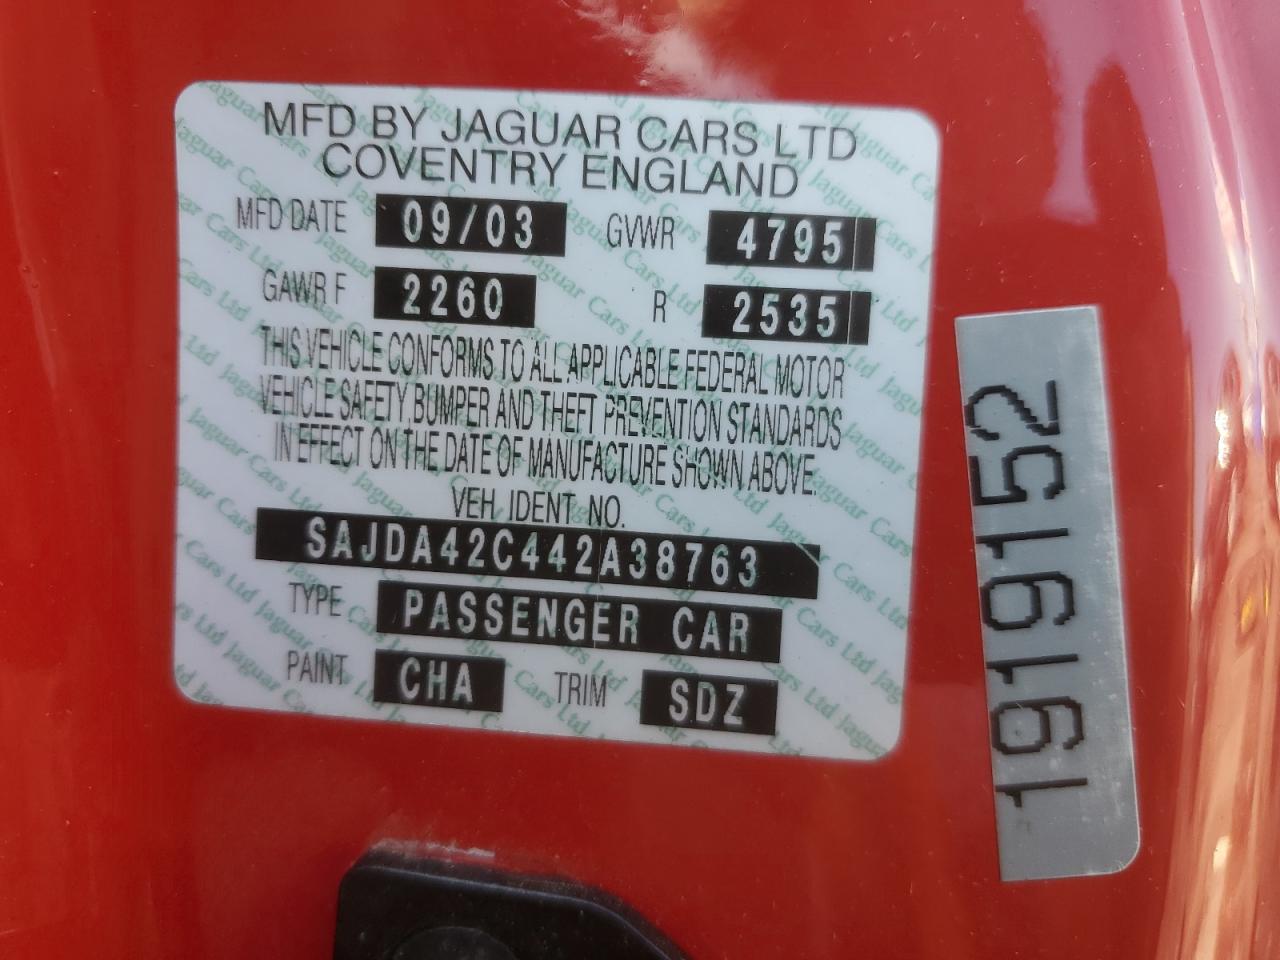 MFD BY JAGUAR CARS LTD
COVENTRY ENGLAND
MFD DATE 09/03 GVWR 4795
GAWR F 2260 R 2535
THIS VEHICLE CONFORMS TO ALL APPLICABLE FEDERAL MOTOR
VEHICLE SAFETY, BUMPER AND THEFT PREVENTION STANDARDS
IN EFFECT ON THE DATE OF MANUFACTURE SHOWN ABOVE.
VEH. IDENT. NO.
SAJDA42C442A38763
TYPE PASSENGER CAR
PAINT CHA TRIM SDZ
1919152